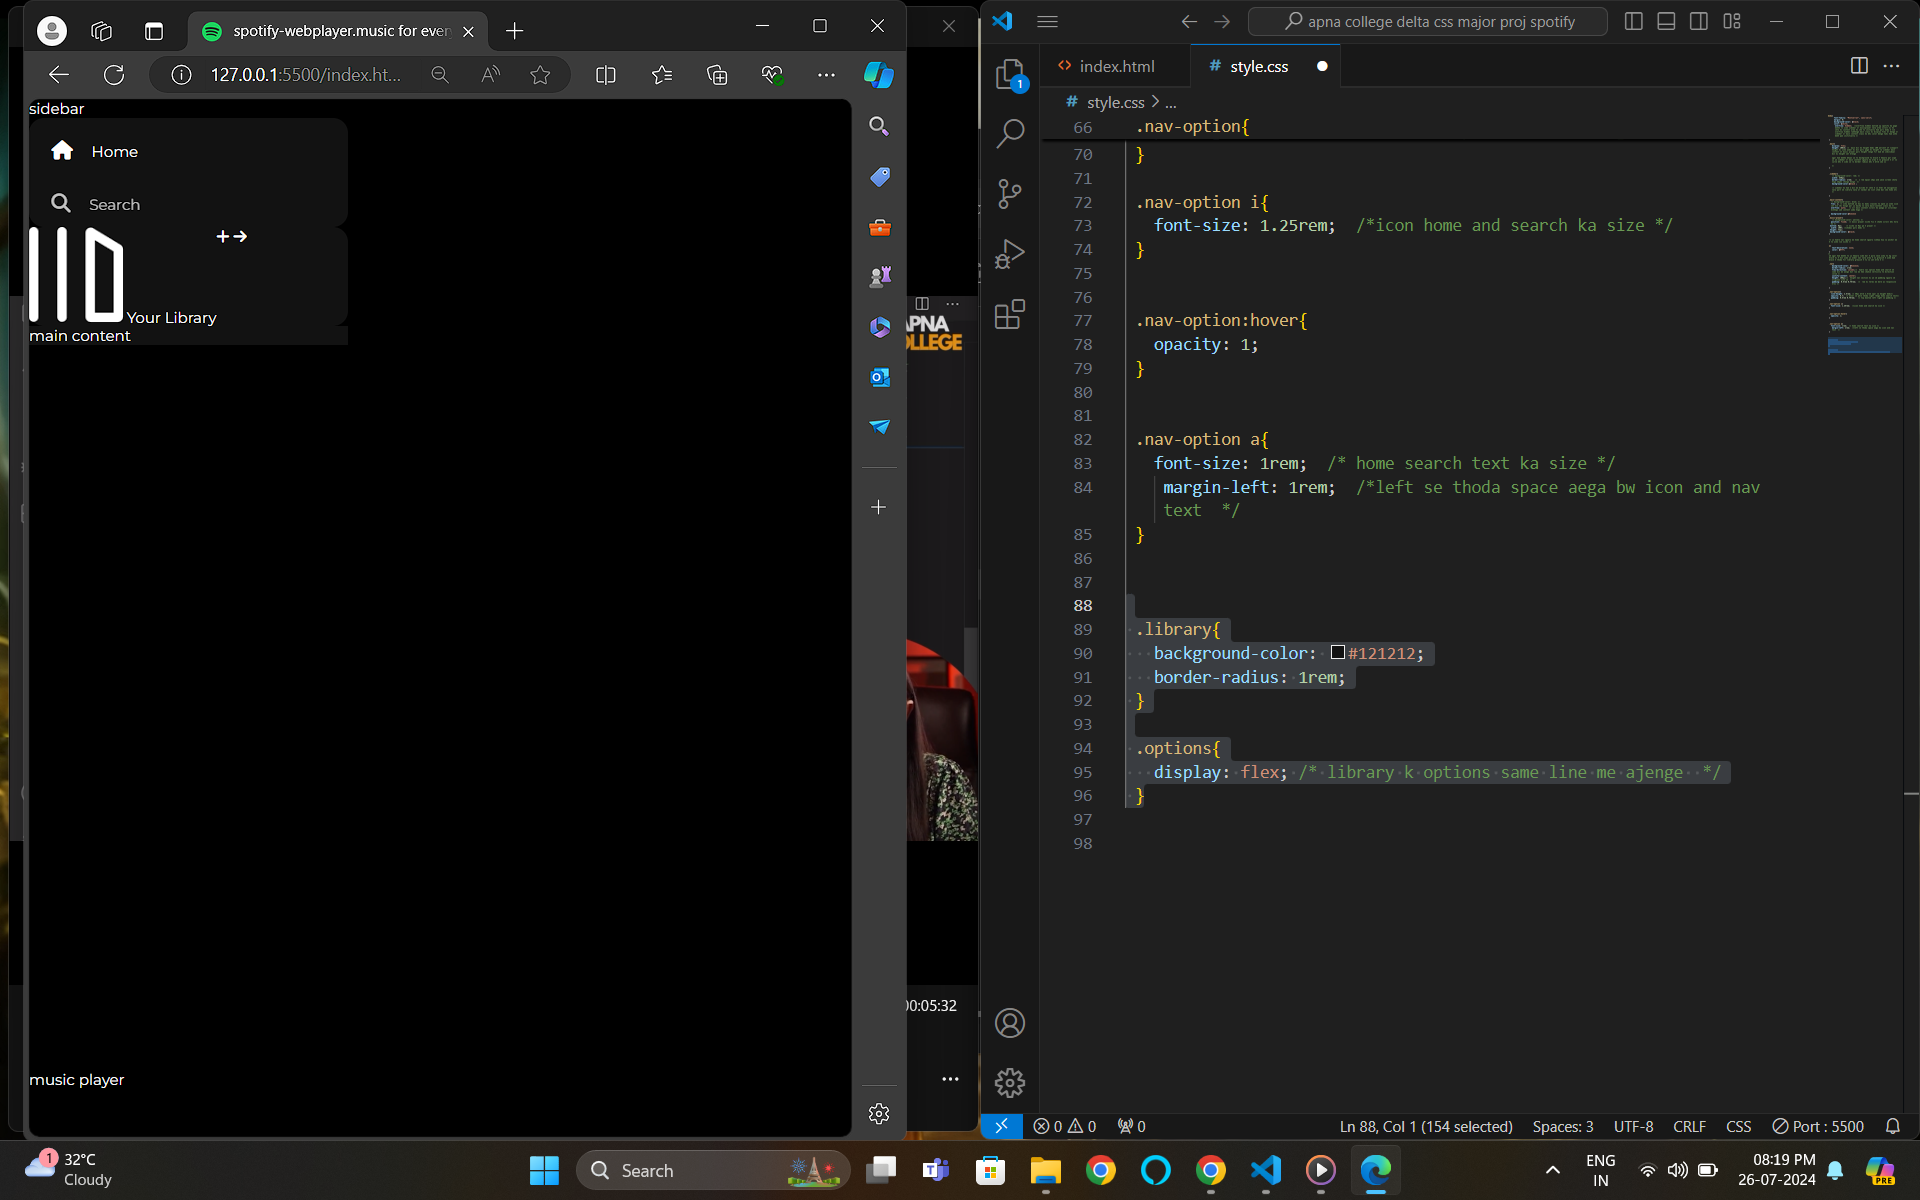 spotify-webplayer.music for ever
127.0.0.1:5500/index.ht...
sidebar
Home
Search
Your Library
main content
music player
APNA
COLLEGE
00:05:32
apna college delta css major proj spotify
1
index.html
# style.css
# style.css > ...
66 .nav-option{
70 }
71
72 .nav-option i{
73 font-size: 1.25rem; /*icon home and search ka size */
74 }
75
76
77 .nav-option:hover{
78 opacity: 1;
79 }
80
81
82 .nav-option a{
83 font-size: 1rem; /* home search text ka size */
84 margin-left: 1rem; /*left se thoda space aega bw icon and nav
text */
85 }
86
87
88
89 .library{
90 background-color: #121212;
91 border-radius: 1rem;
92 }
93
94 .options{
95 display: flex; /* library k options same line me ajenge */
96 }
97
98
0 0 0 Ln 88, Col 1 (154 selected) Spaces: 3 UTF-8 CRLF CSS Port : 5500
1
32°C
Cloudy
Search
PRE
ENG
IN
08:19 PM
26-07-2024